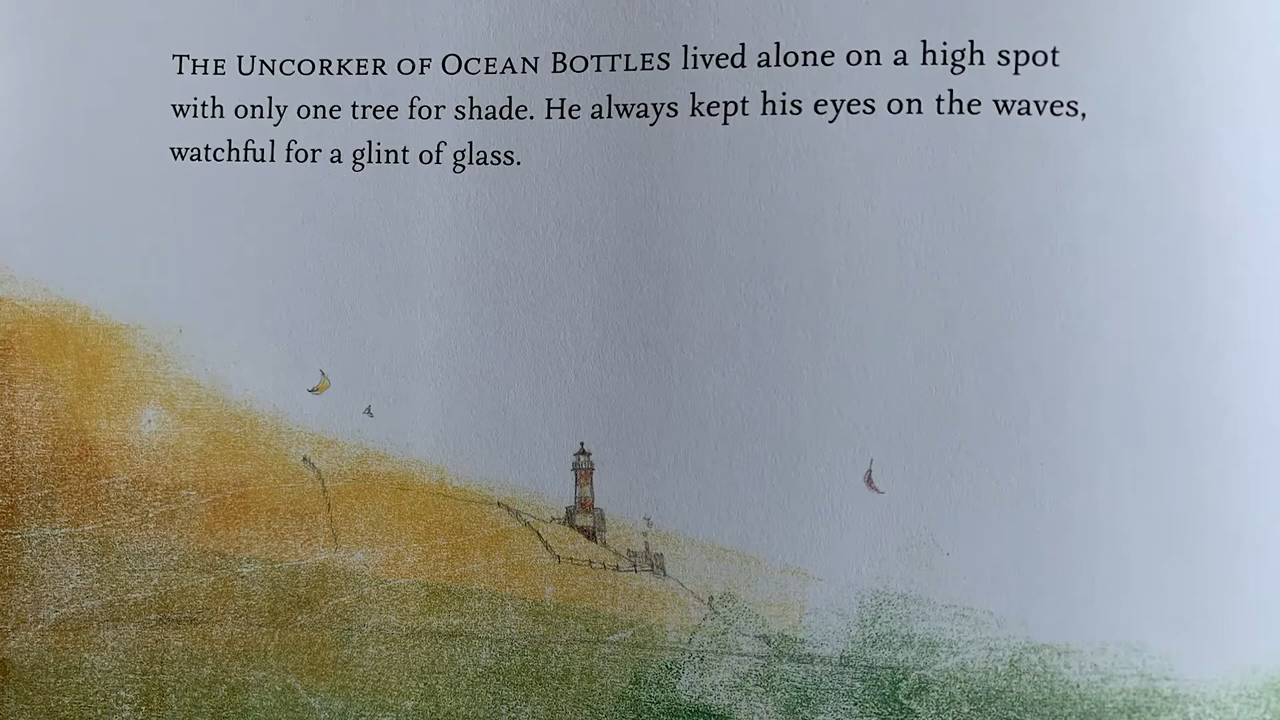 THE UNCORKER OF OCEAN BOTTLES lived alone on a high spot
with only one tree for shade. He always kept his eyes on the waves,
watchful for a glint of glass.